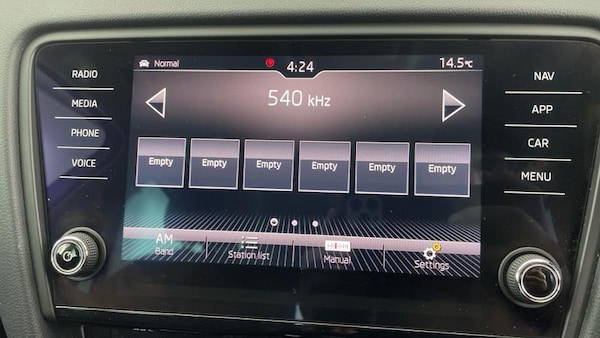 RADIO
MEDIA
PHONE
VOICE
Normal
4:24
14.5°C
540 kHz
Empty
Empty
Empty
Empty
Empty
Empty
AM
Band
Station list
Manual
Settings
NAV
APP
CAR
MENU